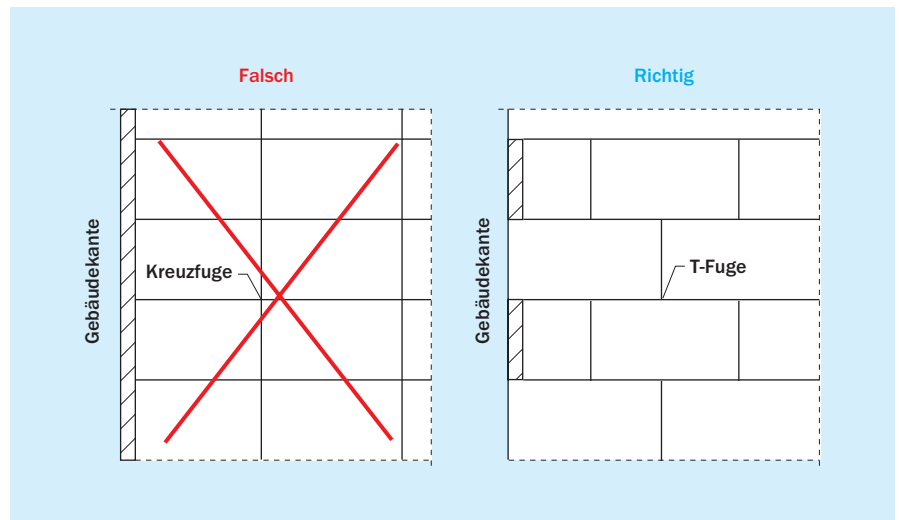 Falsch
Gebäudekante
Kreuzfuge
Richtig
Gebäudekante
T-Fuge